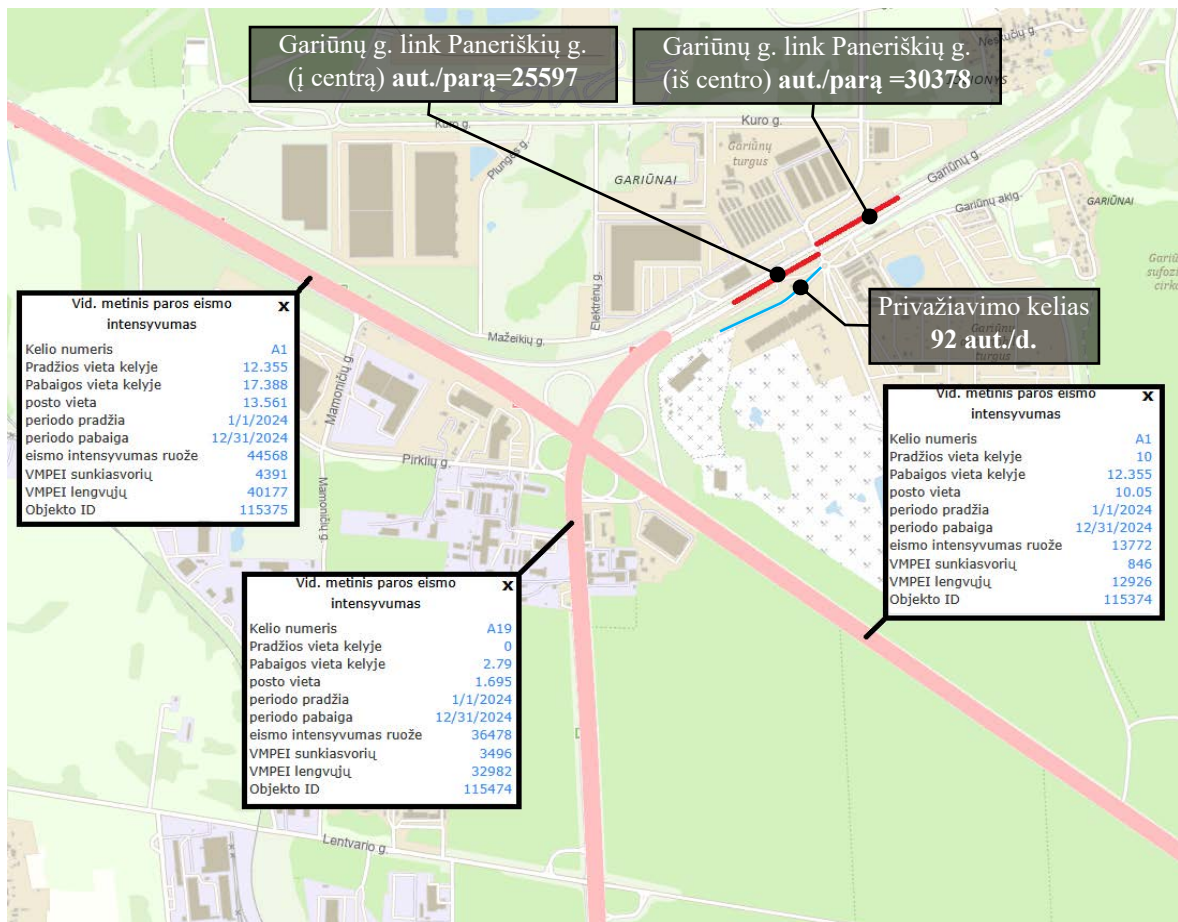 Gariūnų g. link Paneriškių g.
(į centrą) aut./parą=25597
Gariūnų g. link Paneriškių g.
(iš centro) aut./parą =30378
Neskučių g.
Kuro g.
Kuro g.
Plungės g.
Gariūnų
turgus
GARIŪNAI
Gariūnų g.
Gariūnų aklg.
GARIŪNAI
Elektrėnų g.
Mažeikių g.
Privažiavimo kelias
92 aut./d.
Vid. metinis paros eismo x
intensyvumas
Kelio numeris A1
Pradžios vieta kelyje 12.355
Pabaigos vieta kelyje 17.388
posto vieta 13.561
periodo pradžia 1/1/2024
periodo pabaiga 12/31/2024
eismo intensyvumas ruože 44568
VMPEI sunkiasvorių 4391
VMPEI lengvųjų 40177
Objekto ID 115375
Mamoničių g.
Pirklių g.
Mamoničių g.
Vid. metinis paros eismo x
intensyvumas
Kelio numeris A1
Pradžios vieta kelyje 10
Pabaigos vieta kelyje 12.355
posto vieta 10.05
periodo pradžia 1/1/2024
periodo pabaiga 12/31/2024
eismo intensyvumas ruože 13772
VMPEI sunkiasvorių 846
VMPEI lengvųjų 12926
Objekto ID 115374
Vid. metinis paros eismo x
intensyvumas
Kelio numeris A19
Pradžios vieta kelyje 0
Pabaigos vieta kelyje 2.79
posto vieta 1.695
periodo pradžia 1/1/2024
periodo pabaiga 12/31/2024
eismo intensyvumas ruože 36478
VMPEI sunkiasvorių 3496
VMPEI lengvųjų 32982
Objekto ID 115474
Lentvario g.